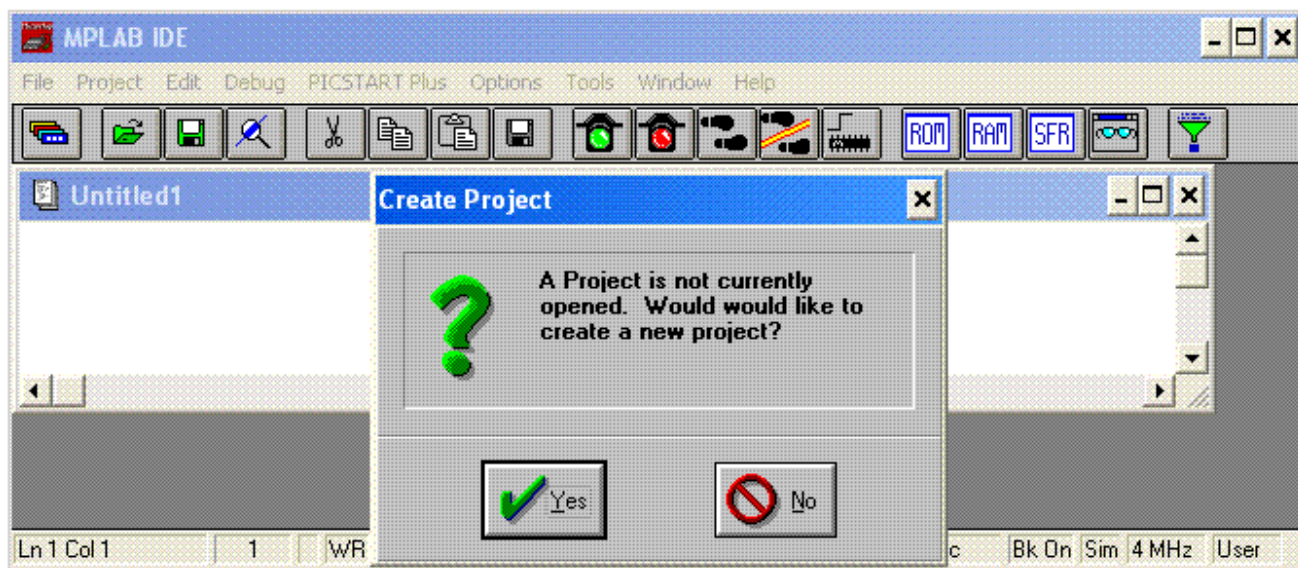 MPLAB IDE
File Project Edit Debug PICSTART Plus Options Tools Window Help
ROM RAM SFR
Untitled1
Create Project
A Project is not currently
opened. Would would like to
create a new project?
Yes No
Ln 1 Col 1 1 WR c Bk On Sim 4 MHz User